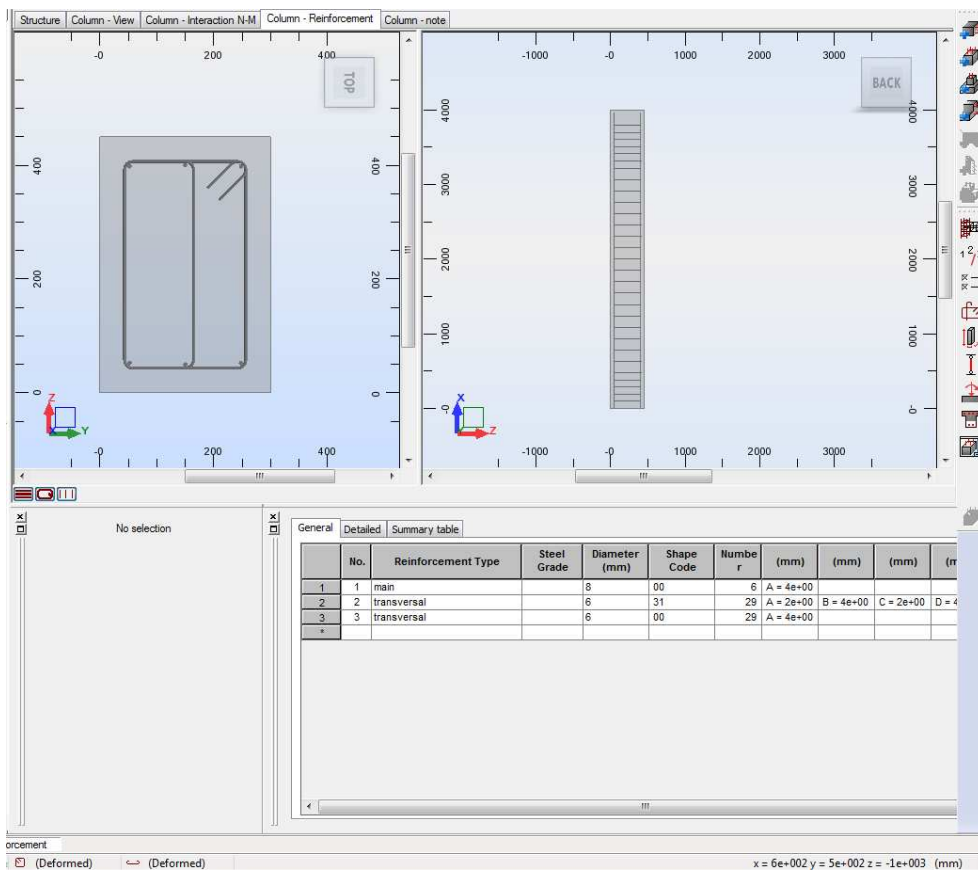 Structure Column - View Column - Interaction N-M Column - Reinforcement Column - note
-0 200 400
TOP
400 400
200 200
-0 -0
Z
X Y
-0 200 400
-1000 -0 1000 2000 3000
BACK
4000 4000
3000 3000
2000 2000
1000 1000
-0 -0
X
Z
-1000 -0 1000 2000 3000
No selection
General Detailed Summary table
No. Reinforcement Type Steel Grade Diameter (mm) Shape Code Numbe r (mm) (mm) (mm) (m
1 1 main 8 00 6 A = 4e+00
2 2 transversal 6 31 29 A = 2e+00 B = 4e+00 C = 2e+00 D = 4
3 3 transversal 6 00 29 A = 4e+00
*
orcement
(Deformed) (Deformed) x = 6e+002 y = 5e+002 z = -1e+003 (mm)